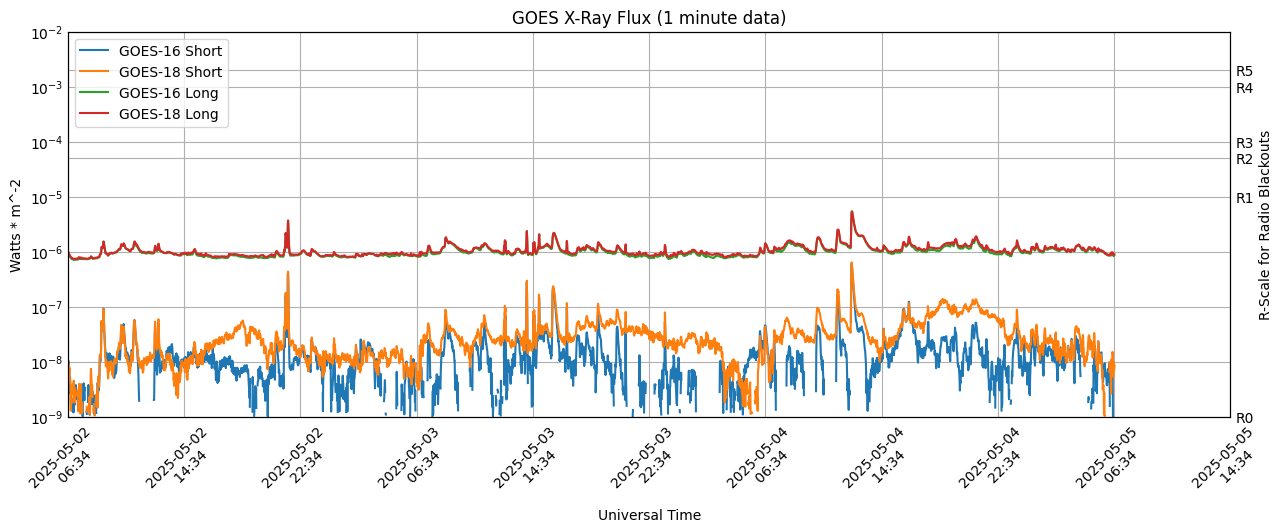 GOES X-Ray Flux (1 minute data)
GOES-16 Short
GOES-18 Short
GOES-16 Long
GOES-18 Long
10^-2
10^-3
10^-4
10^-5
10^-6
10^-7
10^-8
10^-9
Watts * m^-2
R5
R4
R3
R2
R1
R0
R-Scale for Radio Blackouts
2025-05-02
06:34
2025-05-02
14:34
2025-05-02
22:34
2025-05-03
06:34
2025-05-03
14:34
2025-05-03
22:34
2025-05-04
06:34
2025-05-04
14:34
2025-05-04
22:34
2025-05-05
06:34
2025-05-05
14:34
Universal Time